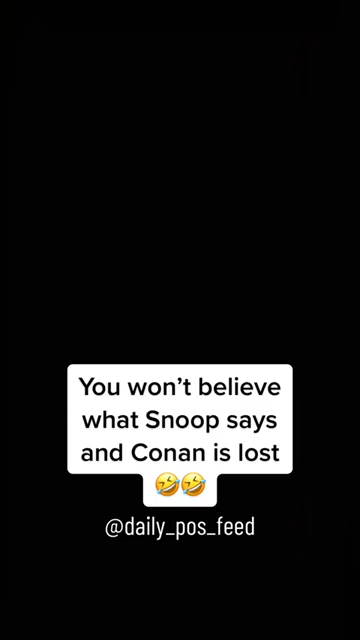 You won’t believe
what Snoop says
and Conan is lost
🤣🤣
@daily_pos_feed